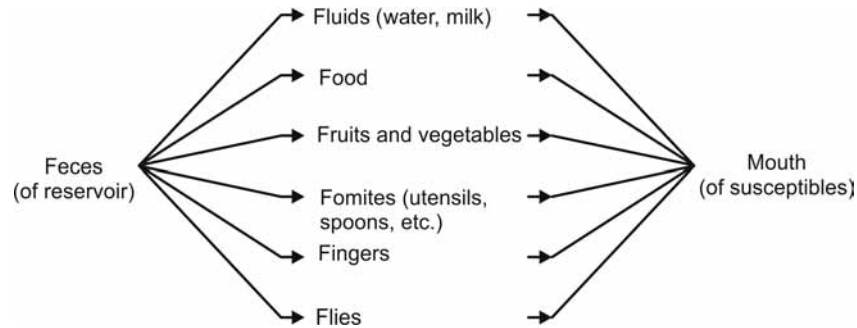 Fluids (water, milk)
Food
Fruits and vegetables
Feces
(of reservoir)
Mouth
(of susceptibles)
Fomites (utensils,
spoons, etc.)
Fingers
Flies